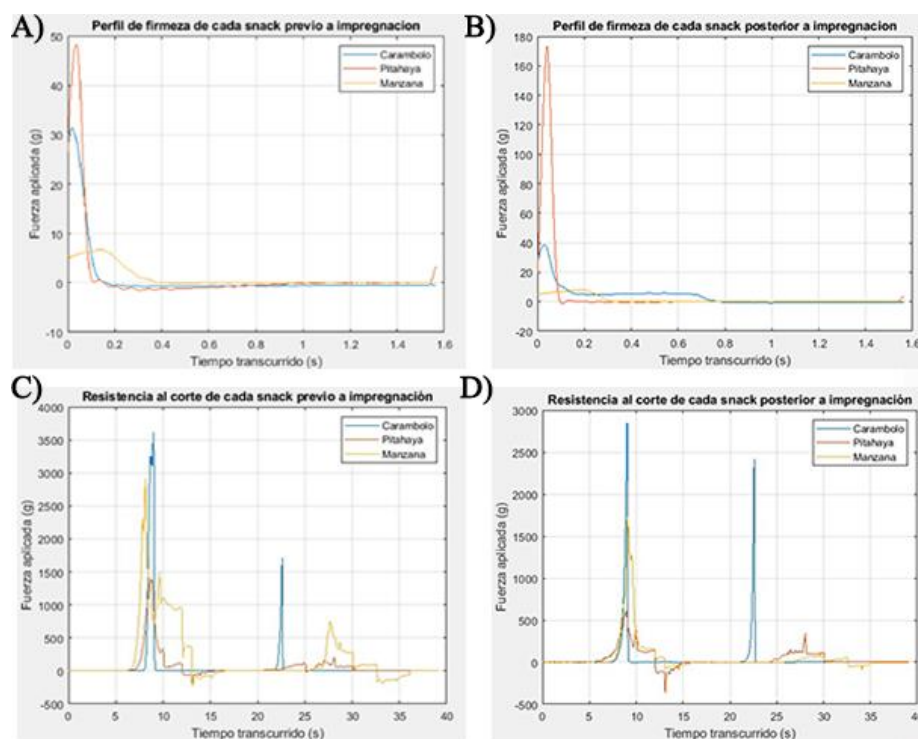 A)
Perfil de firmeza de cada snack previo a impregnacion
Carambolo
Pitahaya
Manzana
Fuerza aplicada (g)
50
40
30
20
10
0
-10
0 0.2 0.4 0.6 0.8 1 1.2 1.4 1.6
Tiempo transcurrido (s)
B)
Perfil de firmeza de cada snack posterior a impregnacion
Carambolo
Pitahaya
Manzana
Fuerza aplicada (g)
180
160
140
120
100
80
60
40
20
0
-20
0 0.2 0.4 0.6 0.8 1 1.2 1.4 1.6
Tiempo transcurrido (s)
C)
Resistencia al corte de cada snack previo a impregnación
Carambolo
Pitahaya
Manzana
Fuerza aplicada (g)
4000
3500
3000
2500
2000
1500
1000
500
0
-500
0 5 10 15 20 25 30 35 40
Tiempo transcurrido (s)
D)
Resistencia al corte de cada snack posterior a impregnación
Carambolo
Pitahaya
Manzana
Fuerza aplicada (g)
3000
2500
2000
1500
1000
500
0
-500
0 5 10 15 20 25 30 35 40
Tiempo transcurrido (s)